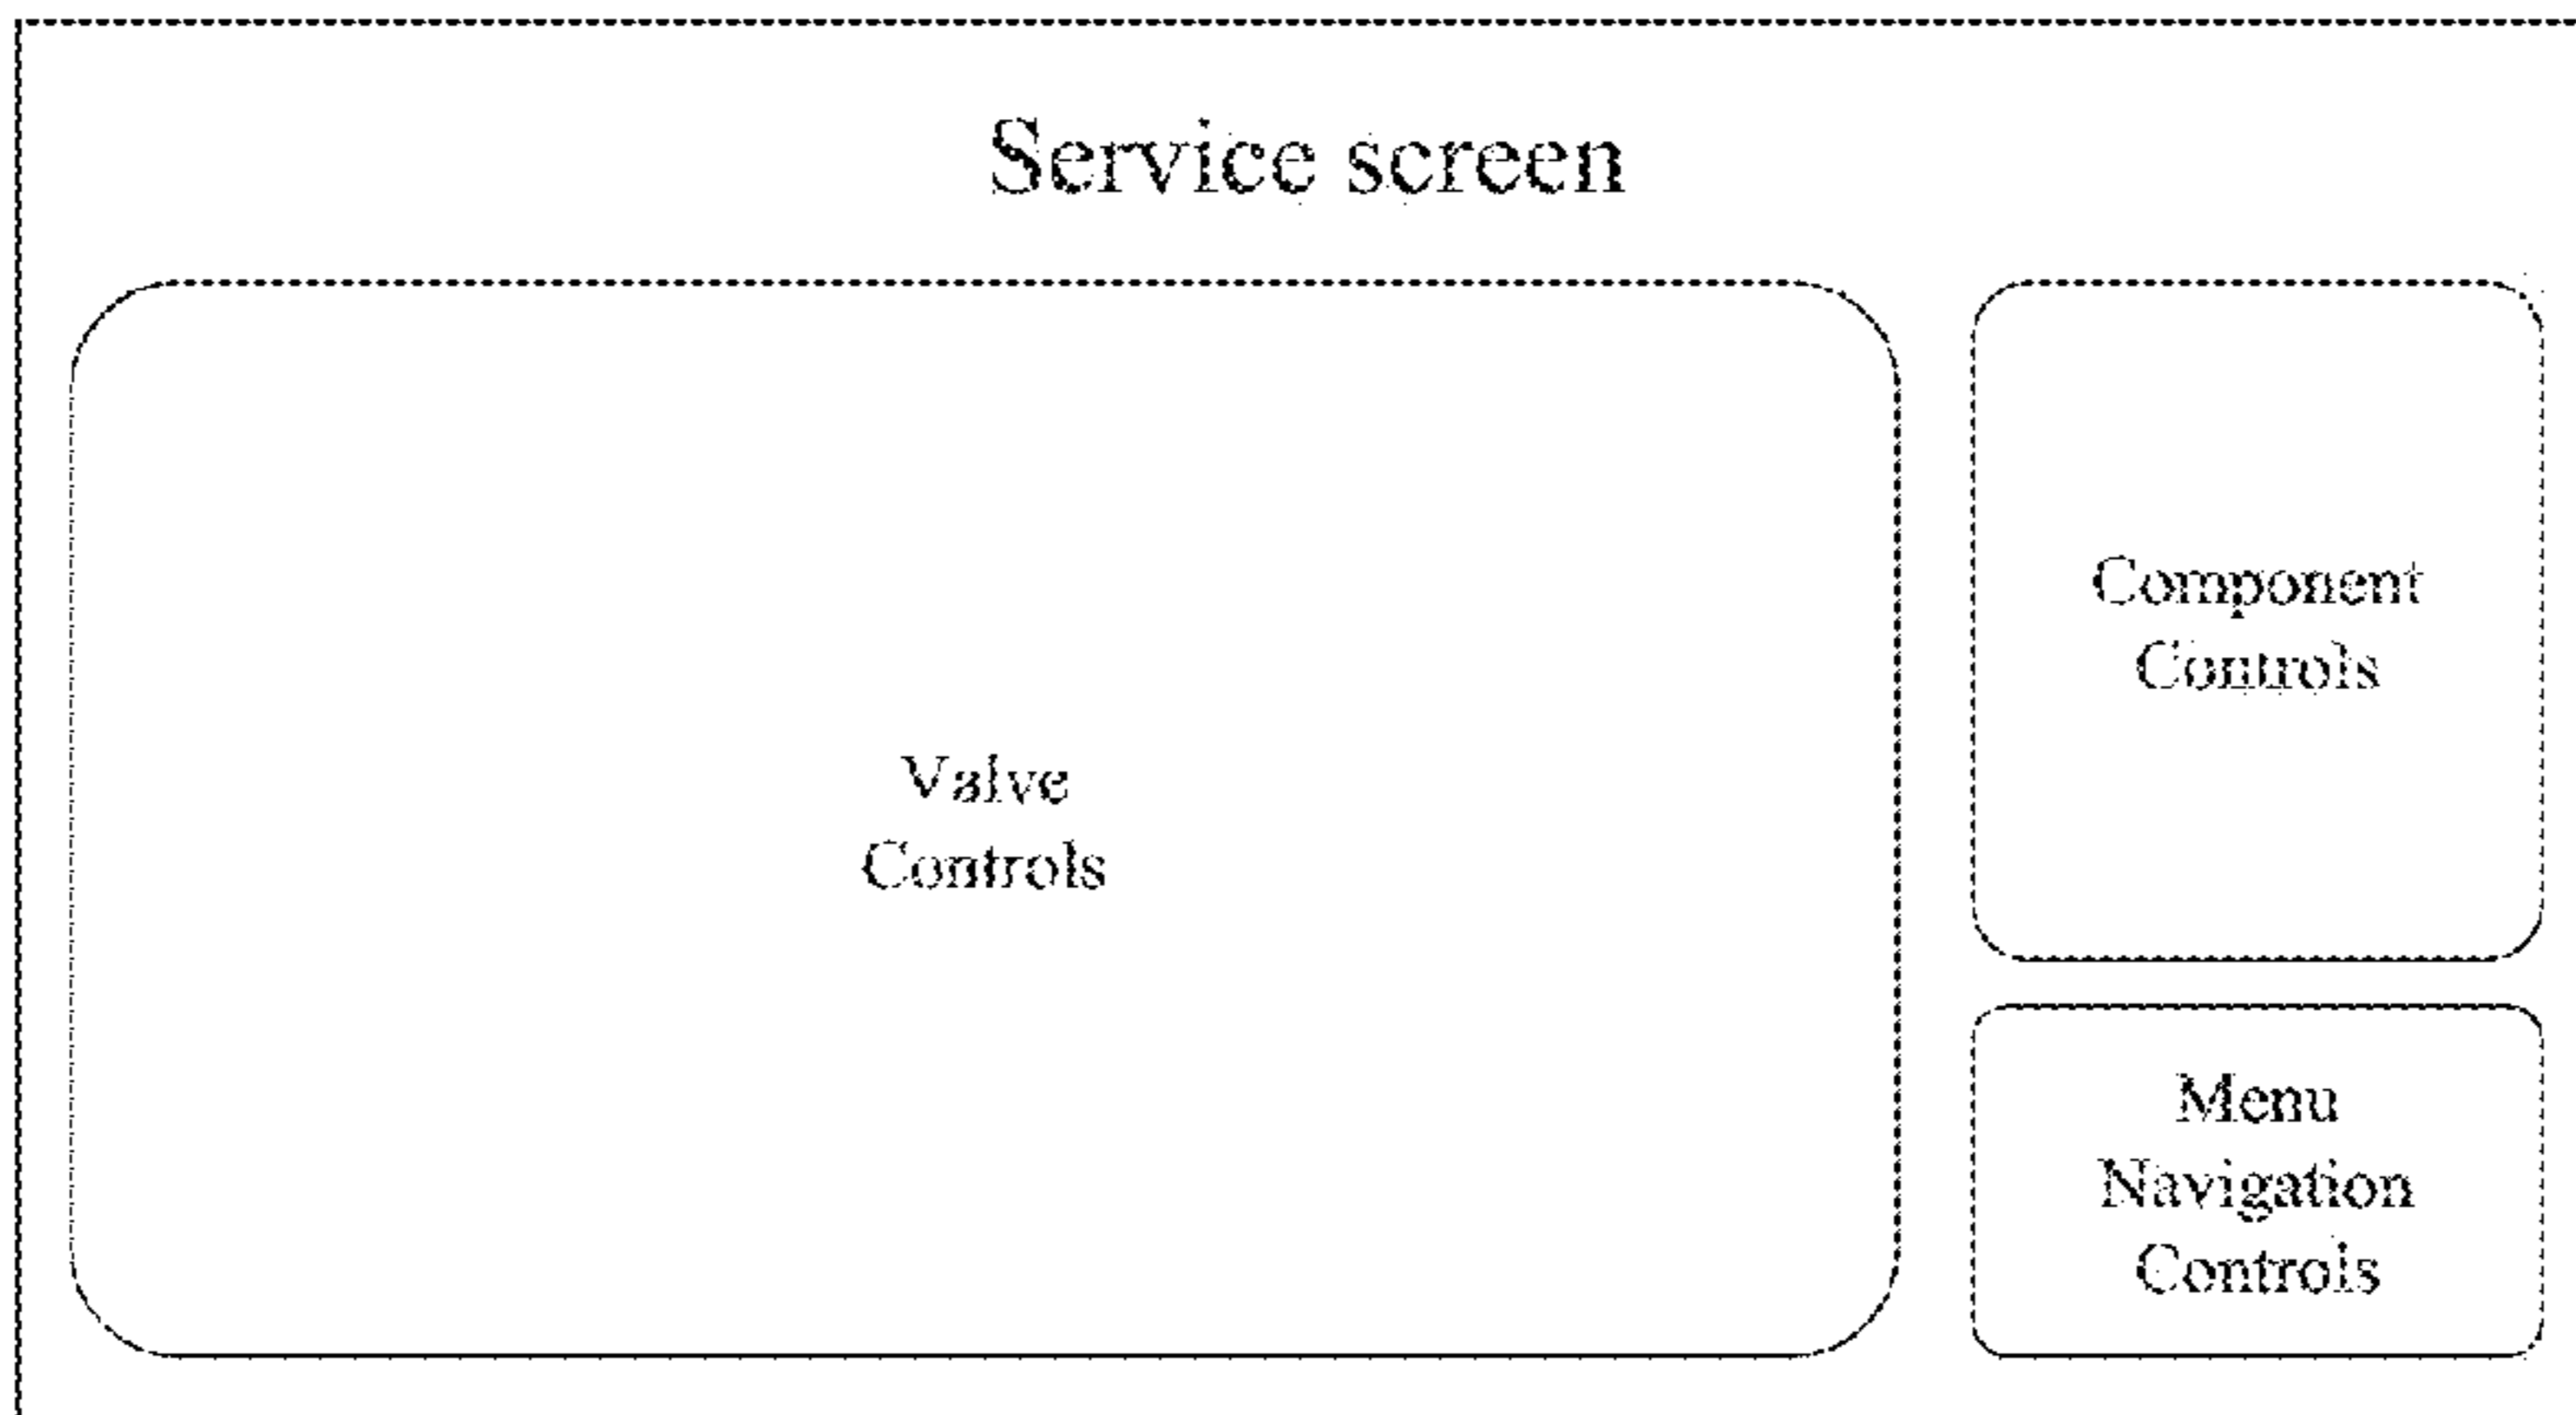 Service screen
Valve
Controls
Component
Controls
Menu
Navigation
Controls